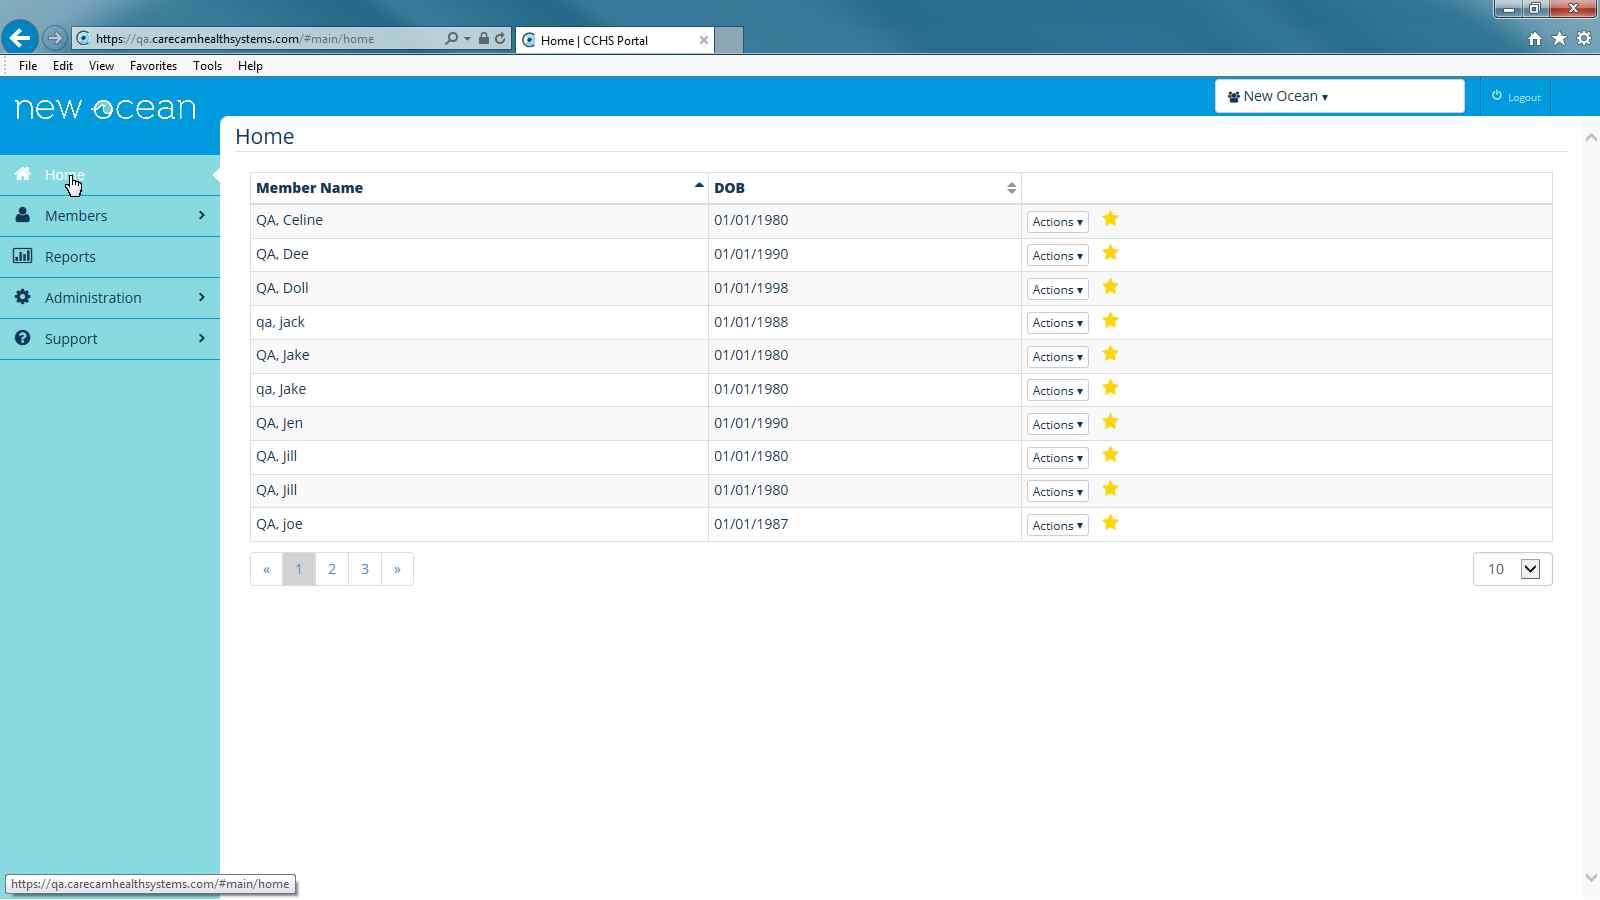 https://qa.carecamhealthsystems.com/#main/home
Home | CCHS Portal
File Edit View Favorites Tools Help
new ocean
New Ocean ▾
Logout
Home
Home
Members
Reports
Administration
Support
Member Name DOB
QA, Celine 01/01/1980 Actions ▾
QA, Dee 01/01/1990 Actions ▾
QA, Doll 01/01/1998 Actions ▾
qa, jack 01/01/1988 Actions ▾
QA, Jake 01/01/1980 Actions ▾
qa, Jake 01/01/1980 Actions ▾
QA, Jen 01/01/1990 Actions ▾
QA, Jill 01/01/1980 Actions ▾
QA, Jill 01/01/1980 Actions ▾
QA, joe 01/01/1987 Actions ▾
« 1 2 3 »
10
https://qa.carecamhealthsystems.com/#main/home